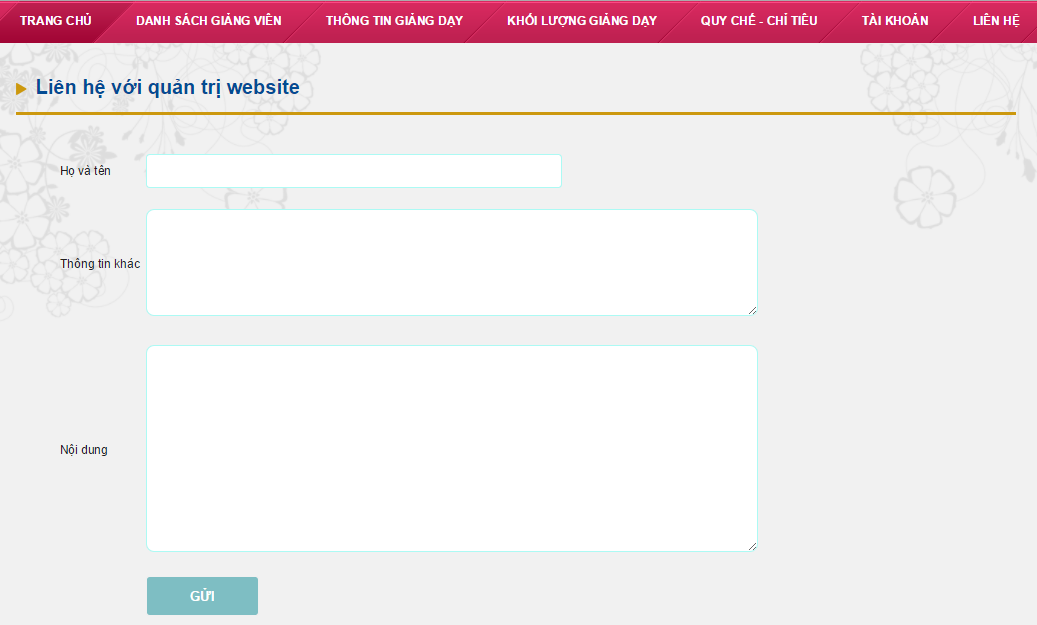 TRANG CHỦ DANH SÁCH GIẢNG VIÊN THÔNG TIN GIẢNG DẠY KHỐI LƯỢNG GIẢNG DẠY QUY CHẾ - CHỈ TIÊU TÀI KHOẢN LIÊN HỆ
Liên hệ với quản trị website
Họ và tên
Thông tin khác
Nội dung
GỬI